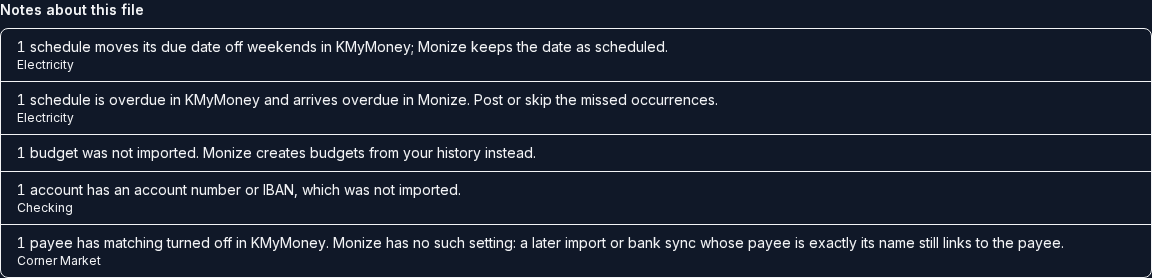 Notes about this file
1 schedule moves its due date off weekends in KMyMoney; Monize keeps the date as scheduled.
Electricity
1 schedule is overdue in KMyMoney and arrives overdue in Monize. Post or skip the missed occurrences.
Electricity
1 budget was not imported. Monize creates budgets from your history instead.
1 account has an account number or IBAN, which was not imported.
Checking
1 payee has matching turned off in KMyMoney. Monize has no such setting: a later import or bank sync whose payee is exactly its name still links to the payee.
Corner Market